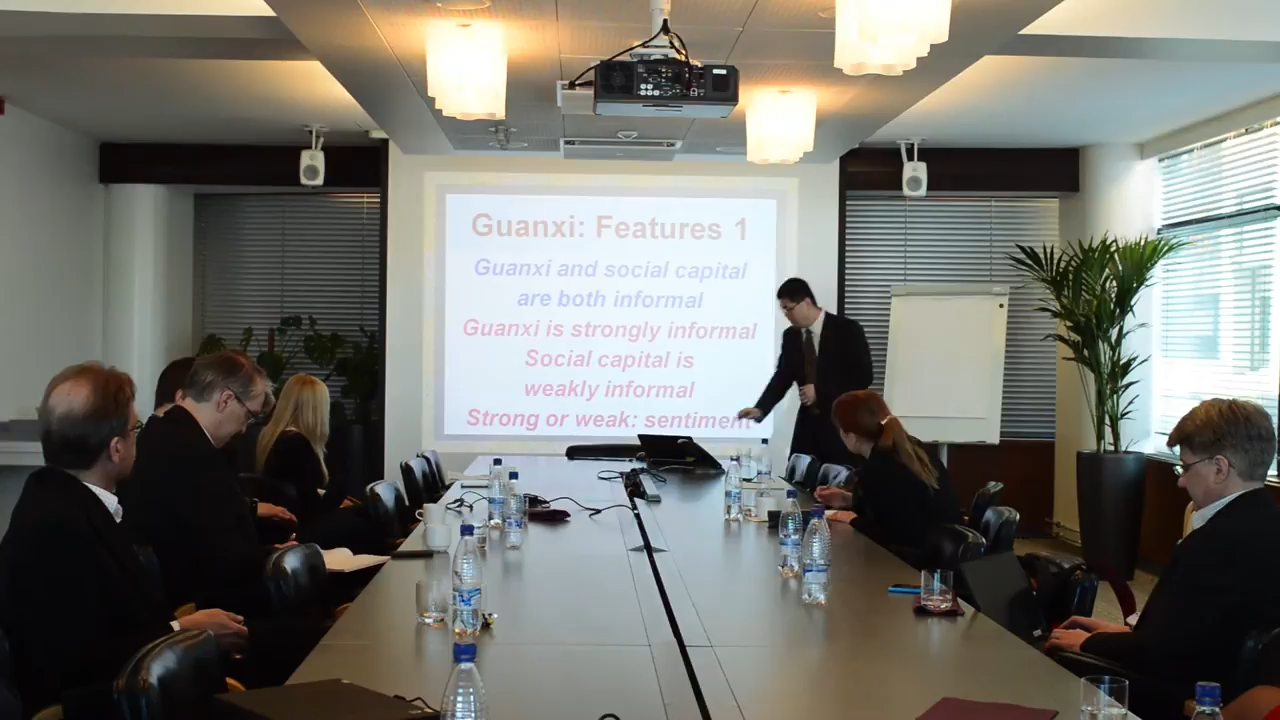 Guanxi: Features 1
Guanxi and social capital
are both informal
Guanxi is strongly informal
Social capital is
weakly informal
Strong or weak: sentiment